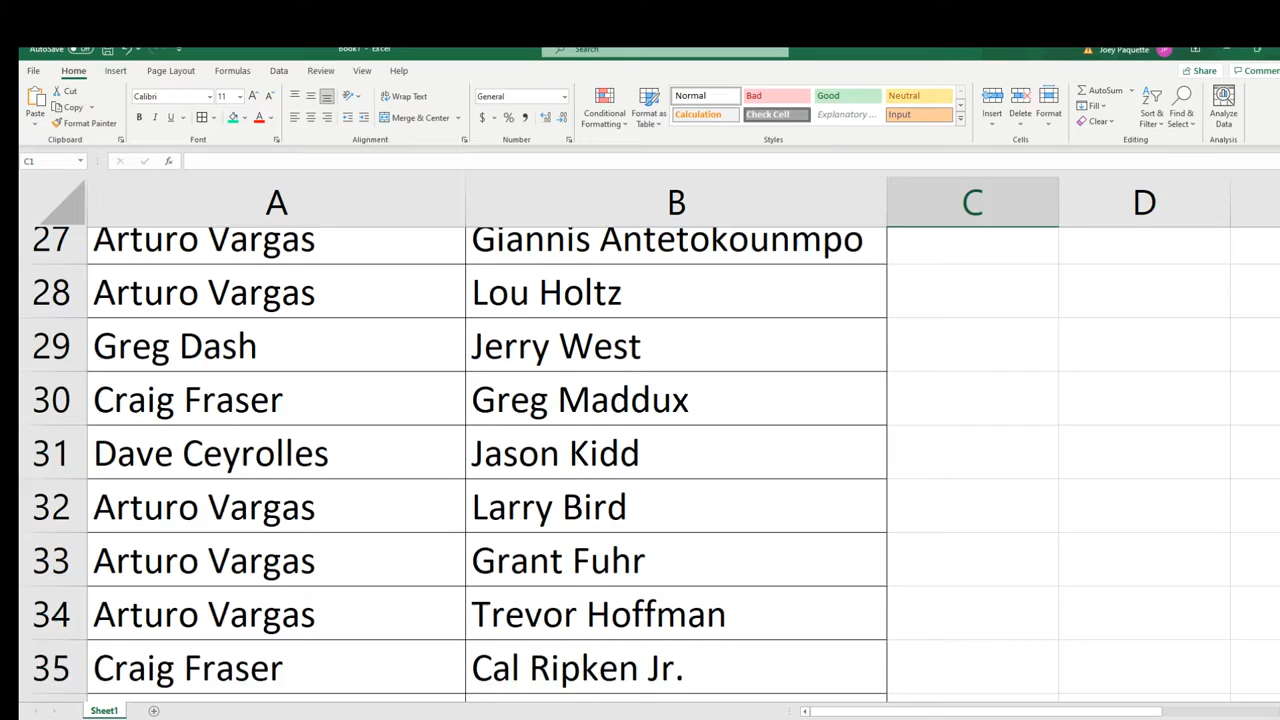 AutoSave Off Book1 - Excel Search Joey Paquette JP
File Home Insert Page Layout Formulas Data Review View Help Share Comme
Paste Cut Copy Format Painter Clipboard
Calibri 11 A A B I U A Font
Wrap Text Merge & Center Alignment
General $ % , Number
Conditional Formatting Format as Table
Normal Bad Good Neutral
Calculation Check Cell Explanatory ... Input
Styles
Insert Delete Format Cells
AutoSum Fill Clear Sort & Filter Find & Select Editing
Analyze Data Analysis
C1 fx
A B C D
27 Arturo Vargas Giannis Antetokounmpo
28 Arturo Vargas Lou Holtz
29 Greg Dash Jerry West
30 Craig Fraser Greg Maddux
31 Dave Ceyrolles Jason Kidd
32 Arturo Vargas Larry Bird
33 Arturo Vargas Grant Fuhr
34 Arturo Vargas Trevor Hoffman
35 Craig Fraser Cal Ripken Jr.
Sheet1